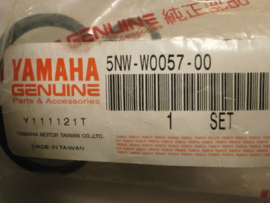 純正部品
YAMAHA
GENUINE
Parts & Accessories
5NW-W0057-00
Y111121T
1 SET
YAMAHA MOTOR TAIWAN CO.,LTD.
MADE IN TAIWAN